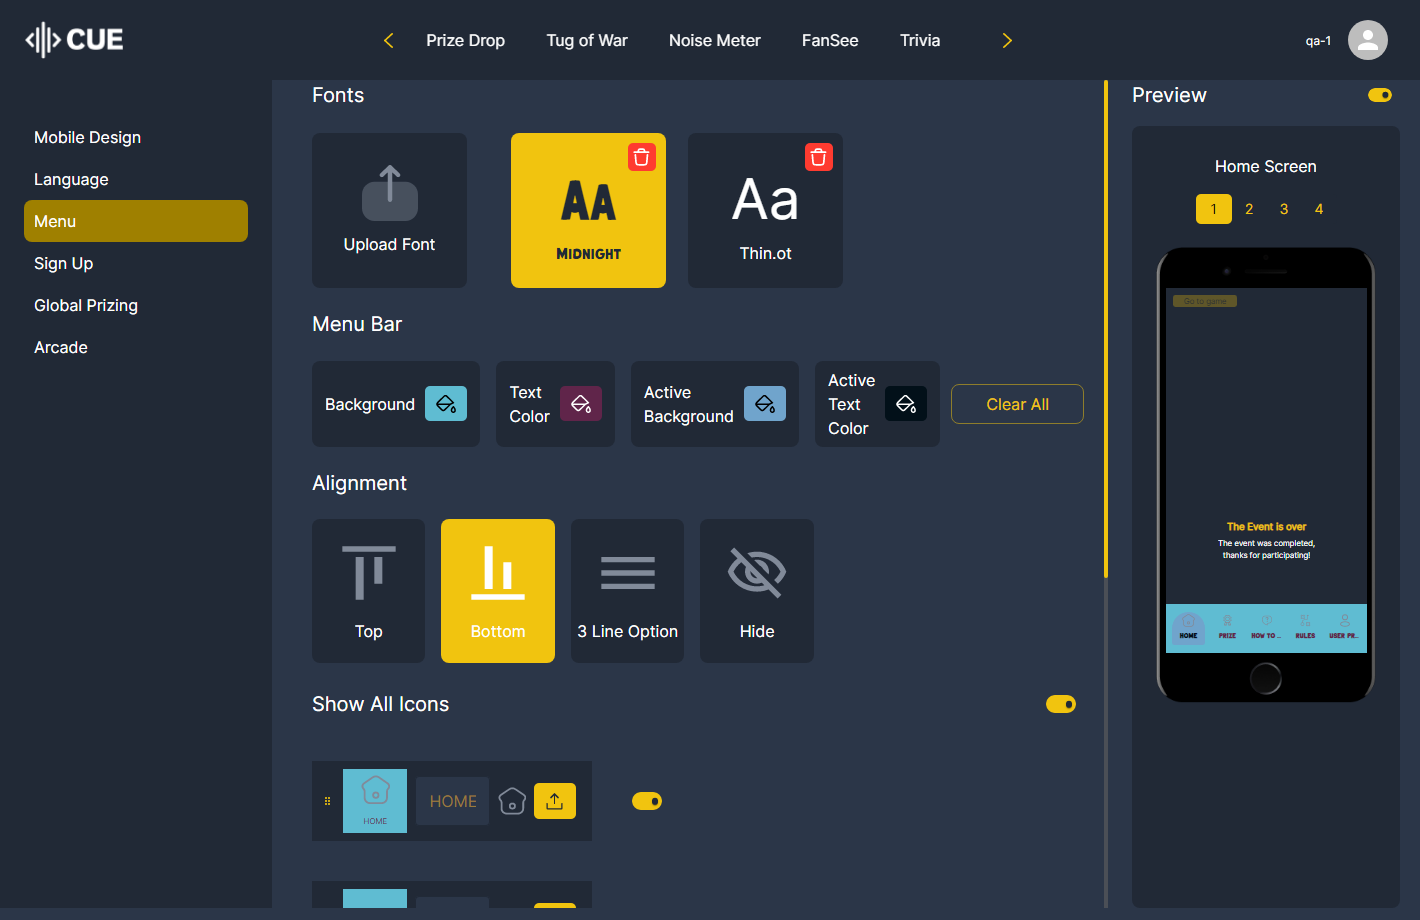 CUE
Prize Drop
Tug of War
Noise Meter
FanSee
Trivia
qa-1
Mobile Design
Language
Menu
Sign Up
Global Prizing
Arcade
Fonts
Upload Font
AA
MIDNIGHT
Aa
Thin.ot
Menu Bar
Background
Text
Color
Active
Background
Active
Text
Color
Clear All
Alignment
Top
Bottom
3 Line Option
Hide
Show All Icons
HOME
HOME
Preview
Home Screen
1 2 3 4
Go to game
The Event is over
The event was completed,
thanks for participating!
HOME PRIZE HOW TO ... RULES USER PR...